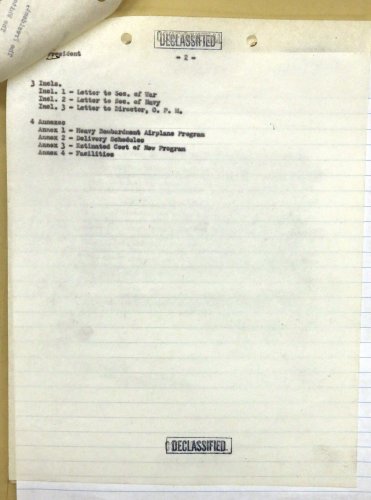 DECLASSIFIED
President
- 2 -
3 Incls.
Incl. 1 - Letter to Sec. of War
Incl. 2 - Letter to Sec. of Navy
Incl. 3 - Letter to Director, O. P. M.
4 Annexes
Annex 1 - Heavy Bombardment Airplane Program
Annex 2 - Delivery Schedules
Annex 3 - Estimated Cost of New Program
Annex 4 - Facilities
DECLASSIFIED